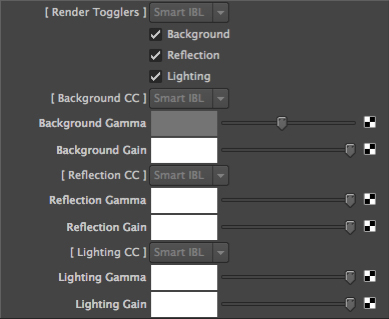 [ Render Togglers ] Smart IBL
Background
Reflection
Lighting
[ Background CC ] Smart IBL
Background Gamma
Background Gain
[ Reflection CC ] Smart IBL
Reflection Gamma
Reflection Gain
[ Lighting CC ] Smart IBL
Lighting Gamma
Lighting Gain